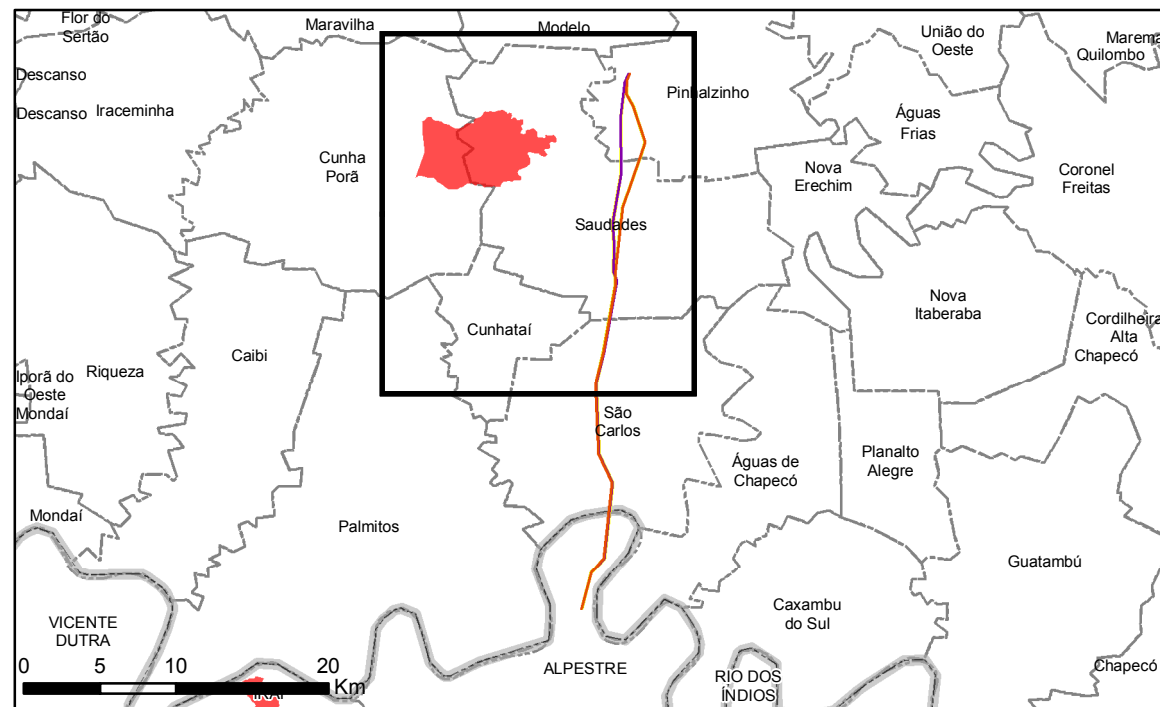 Flor do
Sertão
Maravilha
Modelo
União do
Oeste
Marema
Quilombo
Descanso
Descanso
Iraceminha
Pinhalzinho
Águas
Frias
Cunha
Porã
Nova
Erechim
Coronel
Freitas
Saudades
Nova
Itaberaba
Cunhataí
Cordilheira
Alta
Chapecó
Caibi
Riqueza
Iporã do
Oeste
Mondaí
São
Carlos
Águas de
Chapecó
Planalto
Alegre
Mondaí
Palmitos
Guatambú
VICENTE
DUTRA
Caxambu
do Sul
ALPESTRE
RIO DOS
ÍNDIOS
Chapecó
0 5 10 20
Km